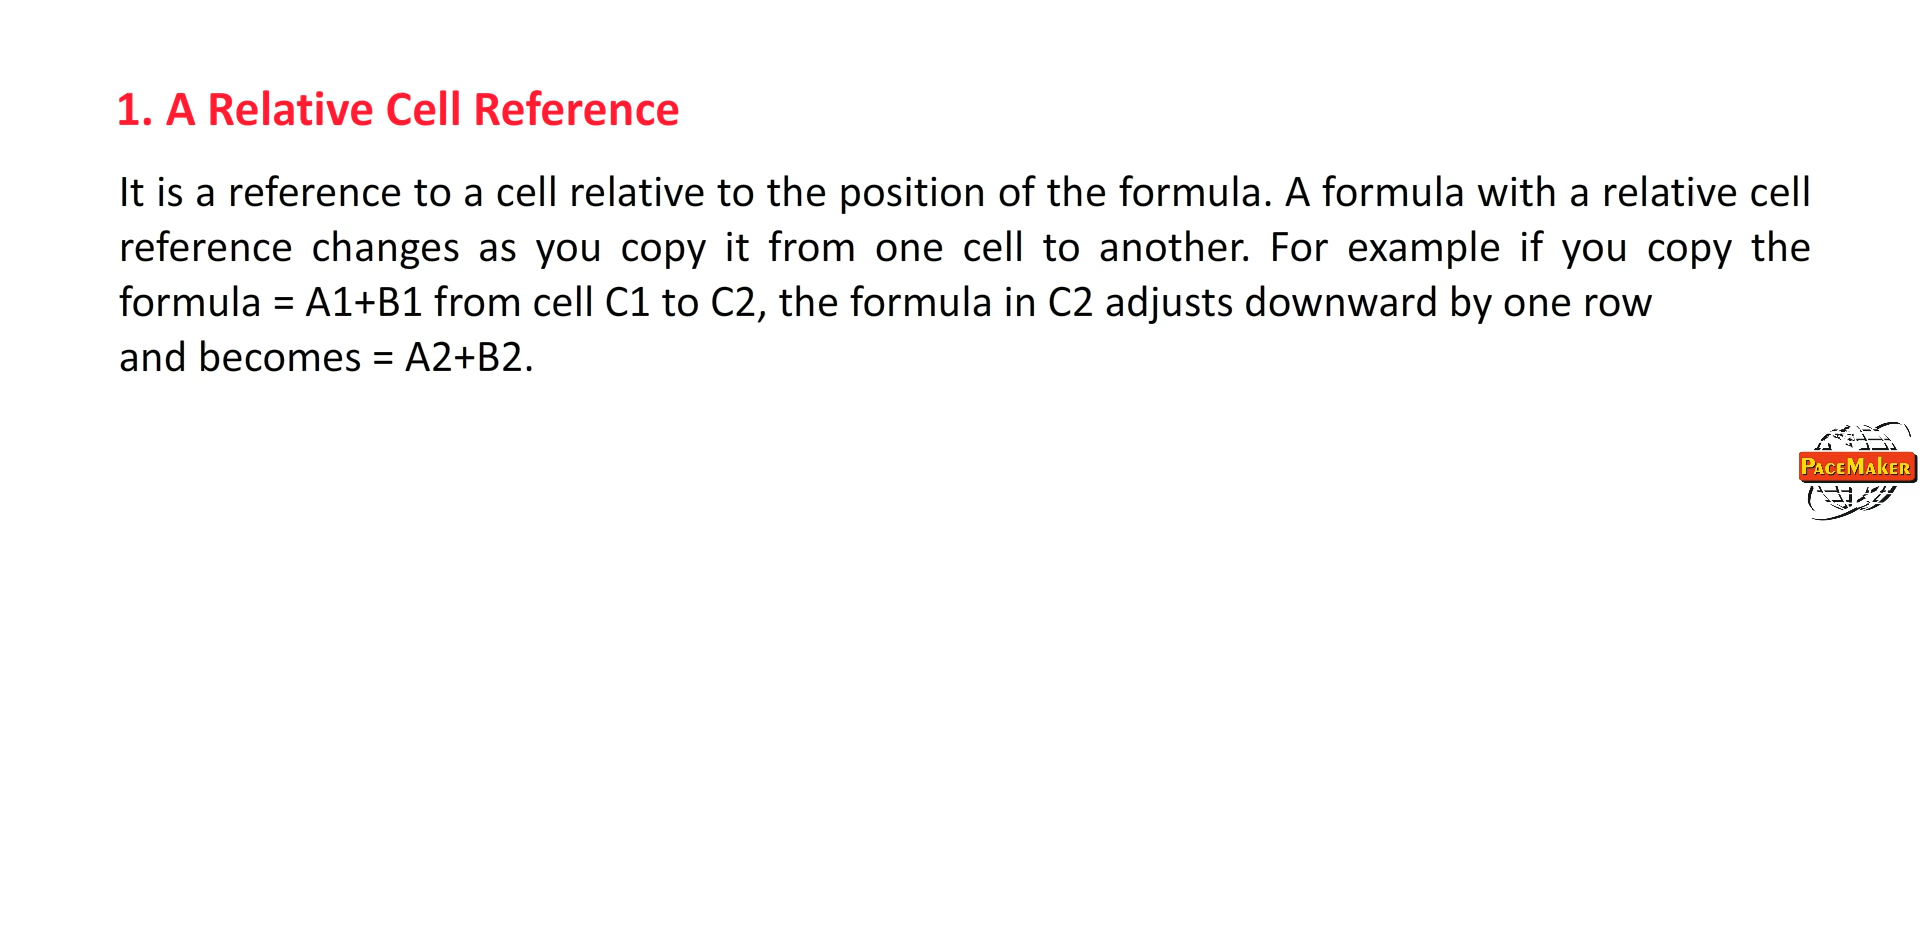 1. A Relative Cell Reference
It is a reference to a cell relative to the position of the formula. A formula with a relative cell
reference changes as you copy it from one cell to another. For example if you copy the
formula = A1+B1 from cell C1 to C2, the formula in C2 adjusts downward by one row
and becomes = A2+B2.
PACEMAKER